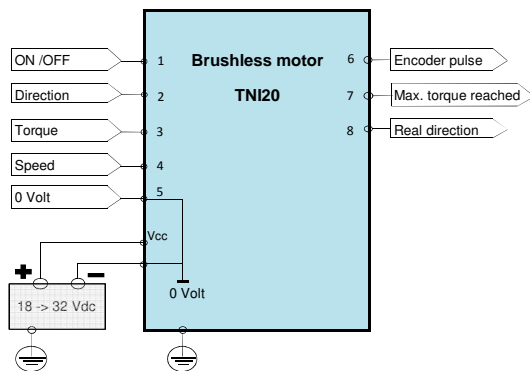 Brushless motor
TNI20
ON /OFF
1
Direction
2
Torque
3
Speed
4
0 Volt
5
6
Encoder pulse
7
Max. torque reached
8
Real direction
Vcc
+
−
18 -> 32 Vdc
0 Volt